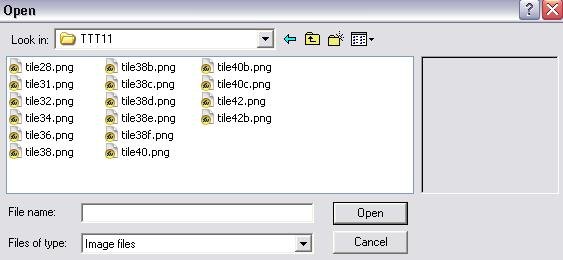 Open
Look in: TTT11
tile28.png tile38b.png tile40b.png
tile31.png tile38c.png tile40c.png
tile32.png tile38d.png tile42.png
tile34.png tile38e.png tile42b.png
tile36.png tile38f.png
tile38.png tile40.png
File name: Open
Files of type: Image files Cancel